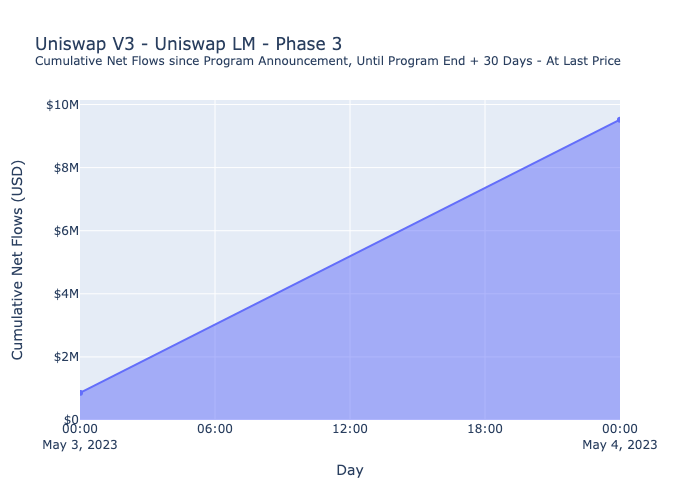 Uniswap V3 - Uniswap LM - Phase 3
Cumulative Net Flows since Program Announcement, Until Program End + 30 Days - At Last Price
Cumulative Net Flows (USD)
$10M
$8M
$6M
$4M
$2M
$0
00:00 06:00 12:00 18:00 00:00
May 3, 2023 May 4, 2023
Day